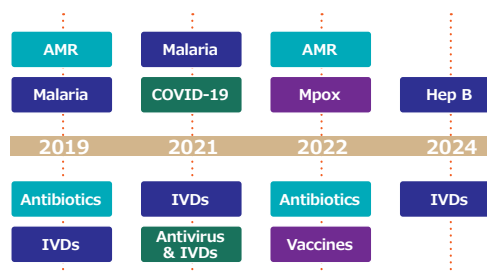 AMR
Malaria
AMR
Malaria
COVID-19
Mpox
Hep B
2019
2021
2022
2024
Antibiotics
IVDs
Antibiotics
IVDs
IVDs
Antivirus
& IVDs
Vaccines